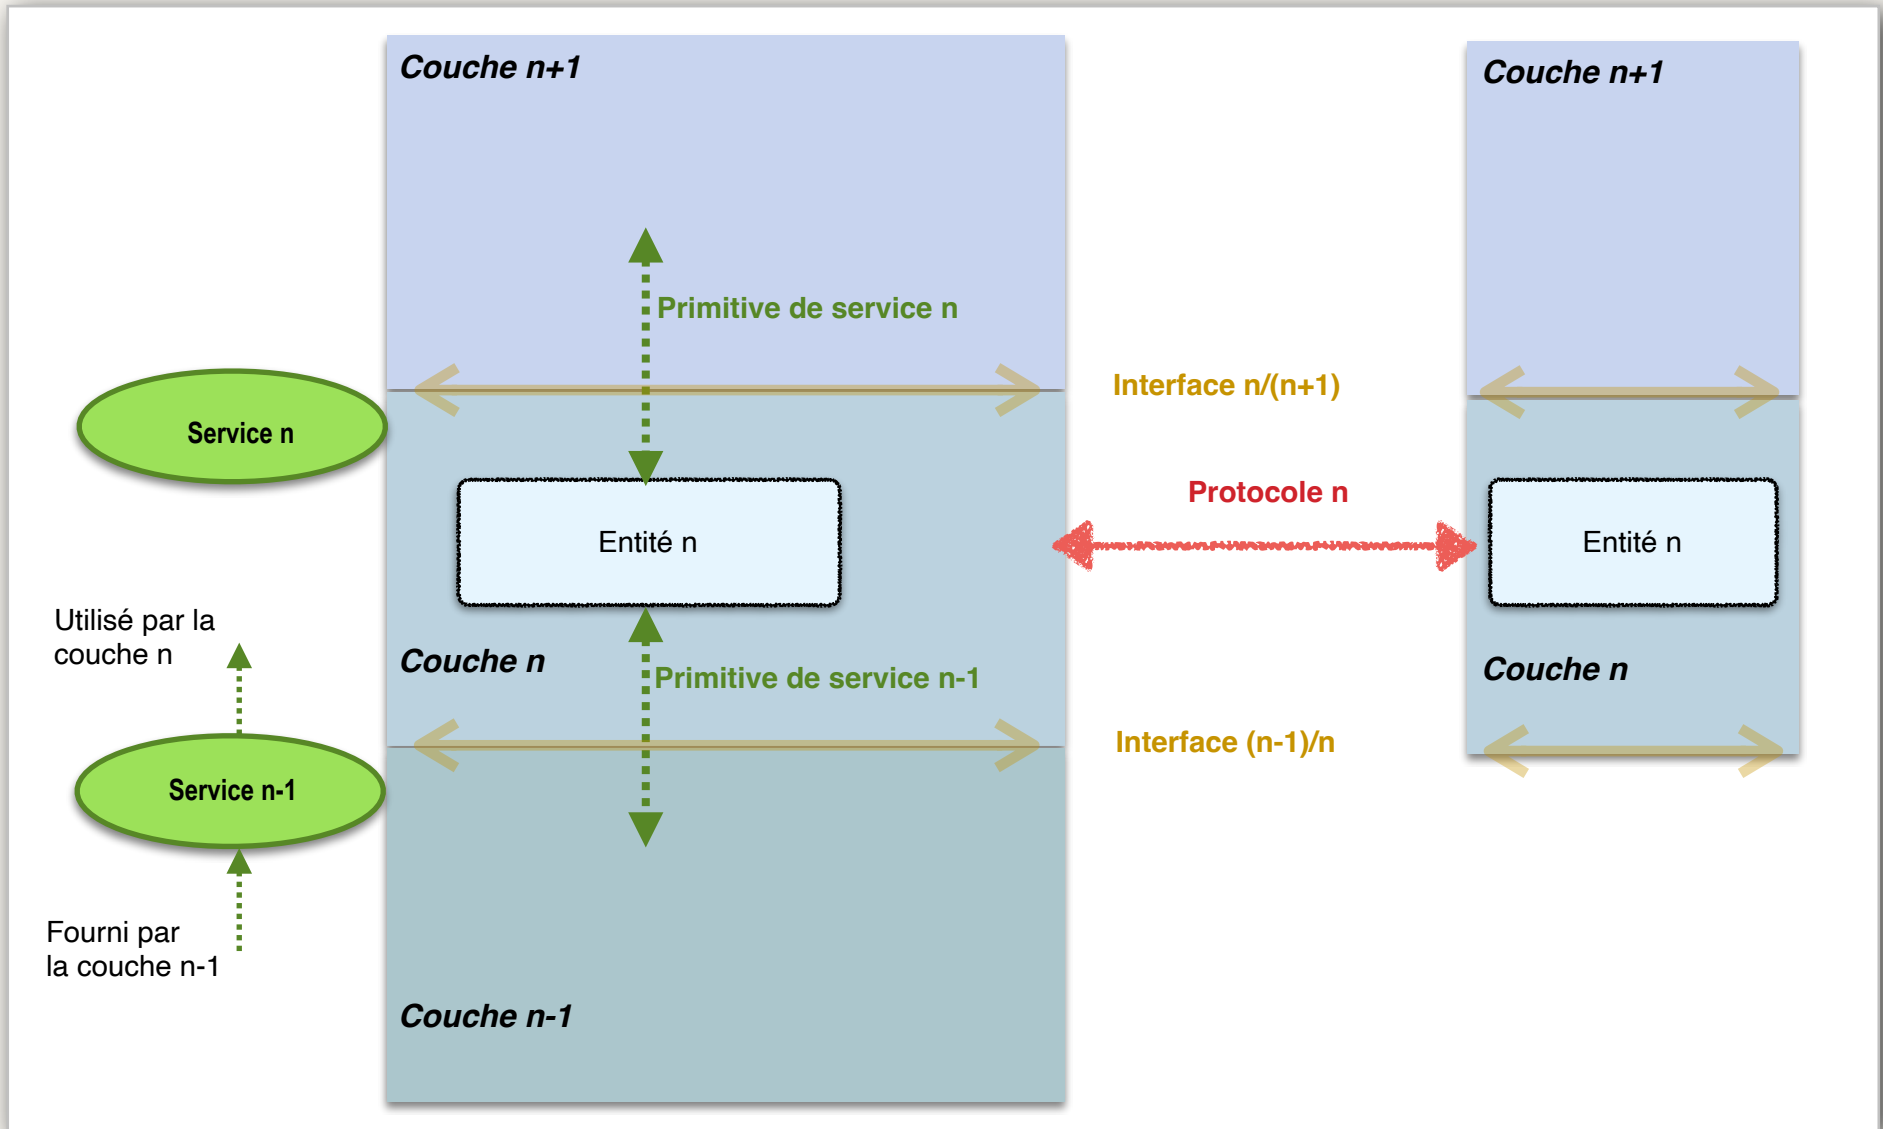 Couche n+1
Couche n+1
Primitive de service n
Interface n/(n+1)
Service n
Protocole n
Entité n
Entité n
Utilisé par la
couche n
Couche n
Primitive de service n-1
Couche n
Interface (n-1)/n
Service n-1
Fourni par
la couche n-1
Couche n-1